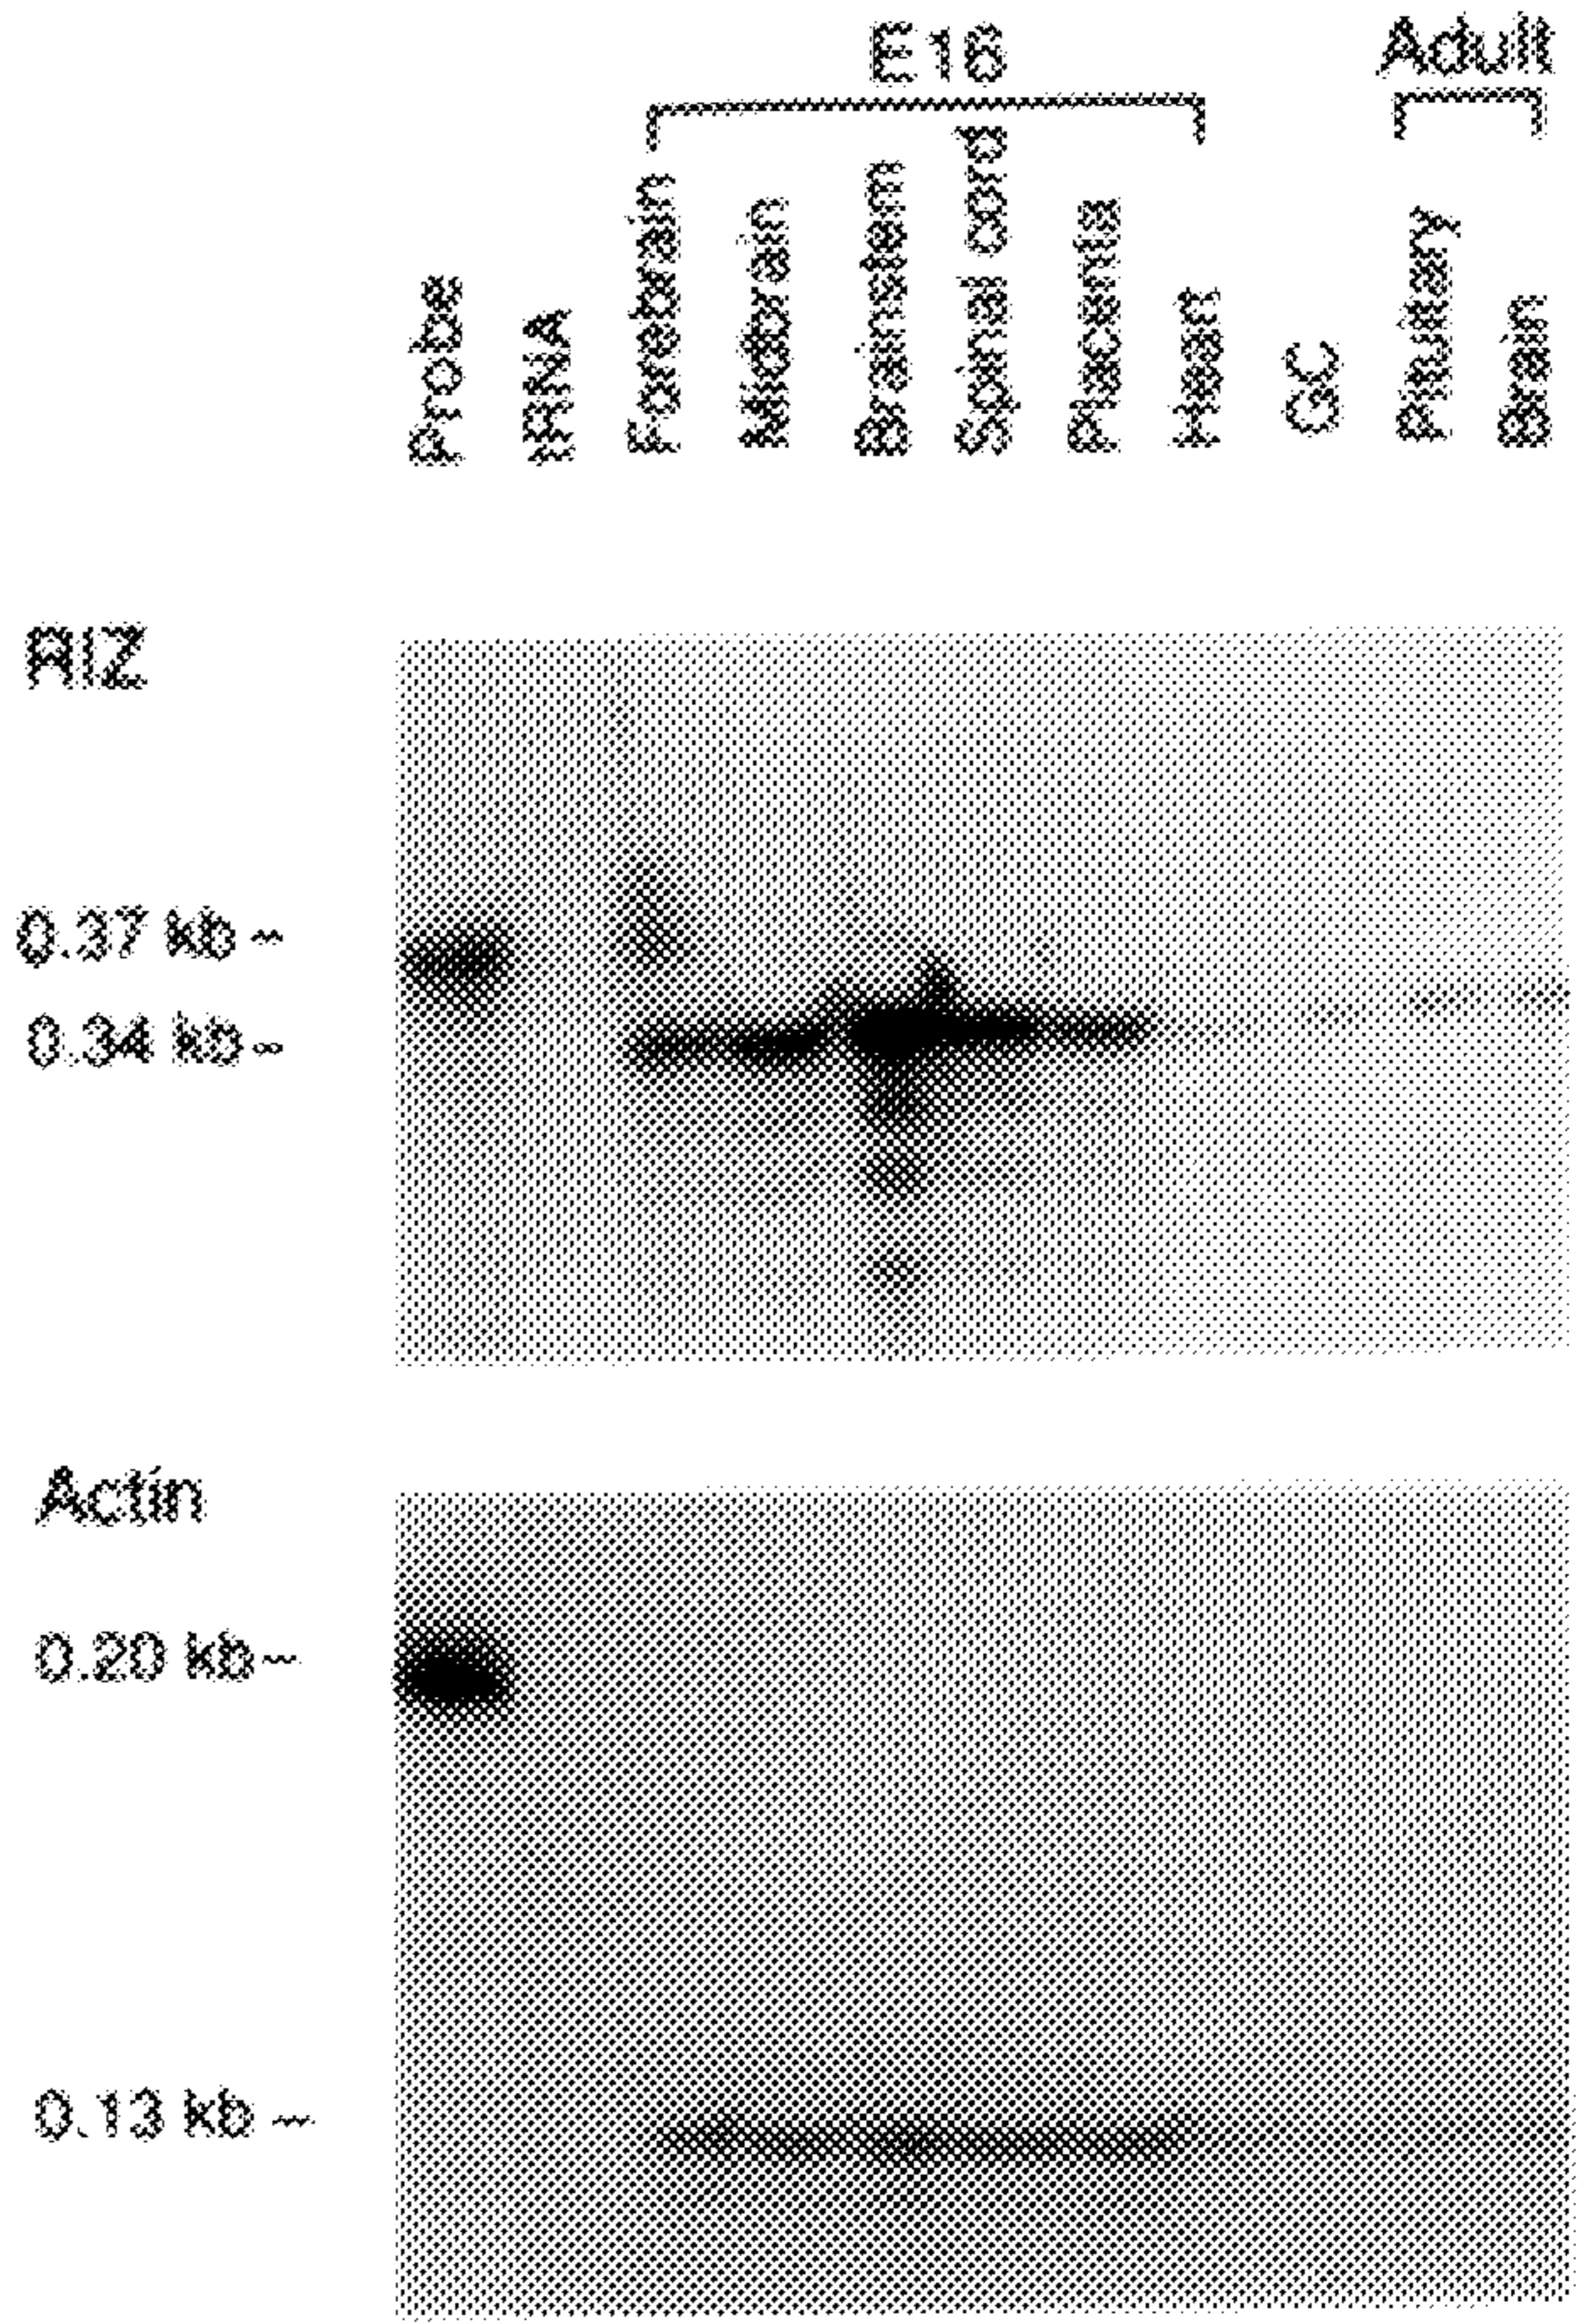 E16 Adult
Probe
tRNA
Forebrain
Midbrain
Brainstem
Spinal cord
Placenta
Heart
GC
Pituitary
Brain
RIZ
0.37 kb -
0.34 kb -
Actin
0.20 kb -
0.13 kb -